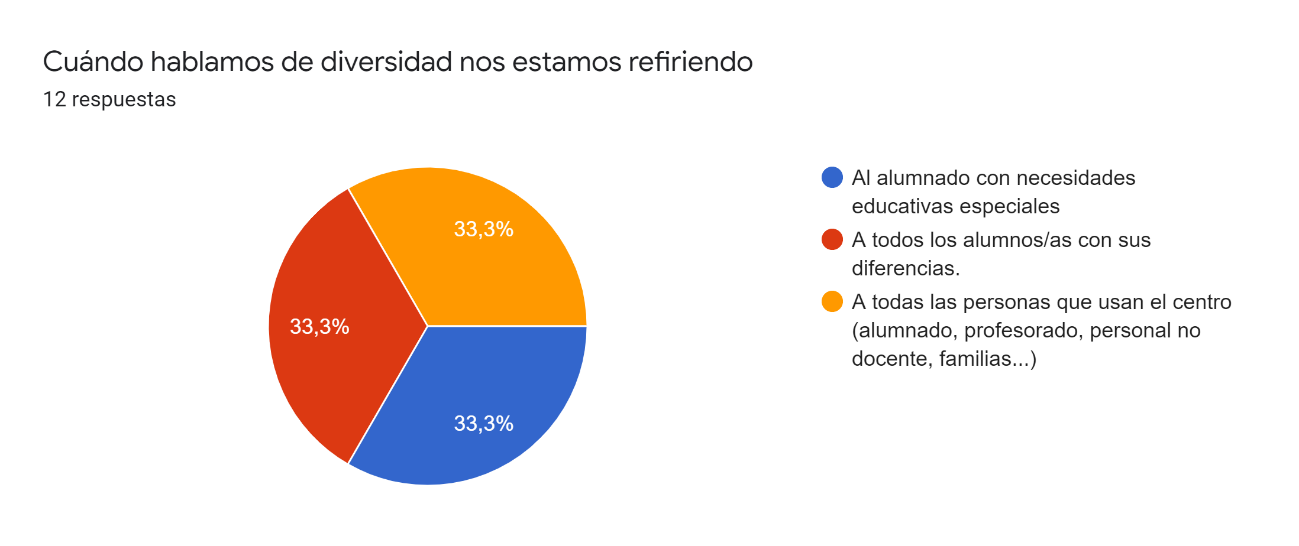 Cuándo hablamos de diversidad nos estamos refiriendo
12 respuestas
33,3%
33,3%
33,3%
Al alumnado con necesidades
educativas especiales
A todos los alumnos/as con sus
diferencias.
A todas las personas que usan el centro
(alumnado, profesorado, personal no
docente, familias...)